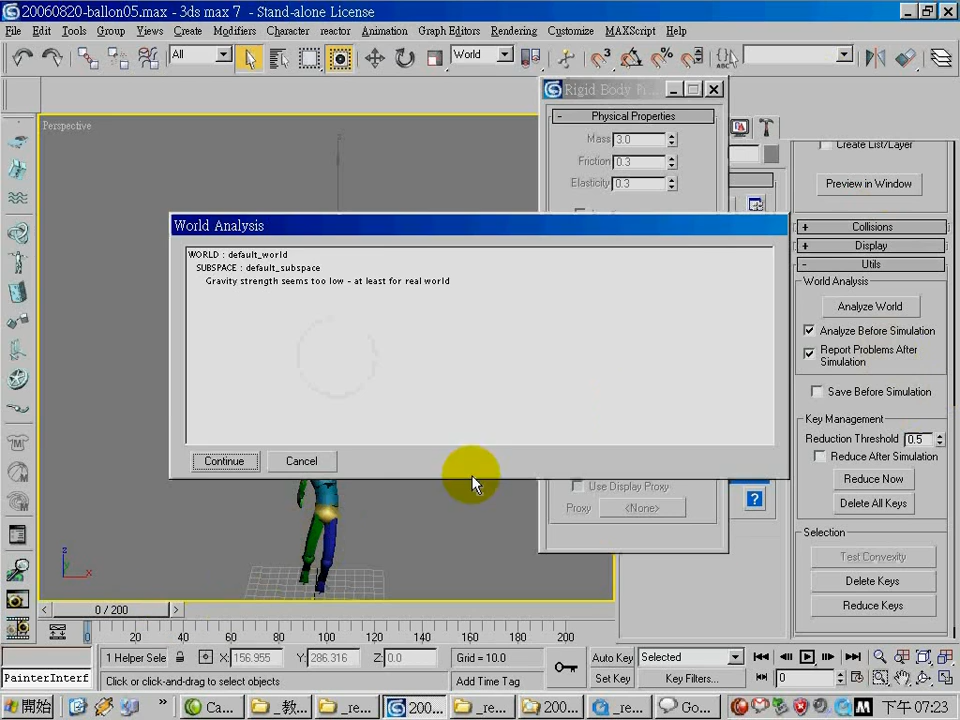 20060820-ballon05.max - 3ds max 7 - Stand-alone License
File Edit Tools Group Views Create Modifiers Character reactor Animation Graph Editors Rendering Customize MAXScript Help
All
World
Perspective
Rigid Body
Physical Properties
Mass 3.0
Friction 0.3
Elasticity 0.3
World Analysis
WORLD : default_world
SUBSPACE : default_subspace
Gravity strength seems too low - at least for real world
Continue
Cancel
Use Display Proxy
Proxy <None>
Create List/Layer
Preview in Window
+ Collisions
+ Display
- Utils
World Analysis
Analyze World
Analyze Before Simulation
Report Problems After
Simulation
Save Before Simulation
Key Management
Reduction Threshold 0.5
Reduce After Simulation
Reduce Now
Delete All Keys
Selection
Test Convexity
Delete Keys
Reduce Keys
z
y
x
< 0 / 200 >
0 20 40 60 80 100 120 140 160 180 200
1 Helper Sele X: 156.955 Y: 286.316 Z: 0.0 Grid = 10.0 Auto Key Selected
PainterInterf Click or click-and-drag to select objects Add Time Tag Set Key Key Filters... 0
開始 » Ca... _教... _re... 200... _re... 200... _re... Go... 下午 07:23